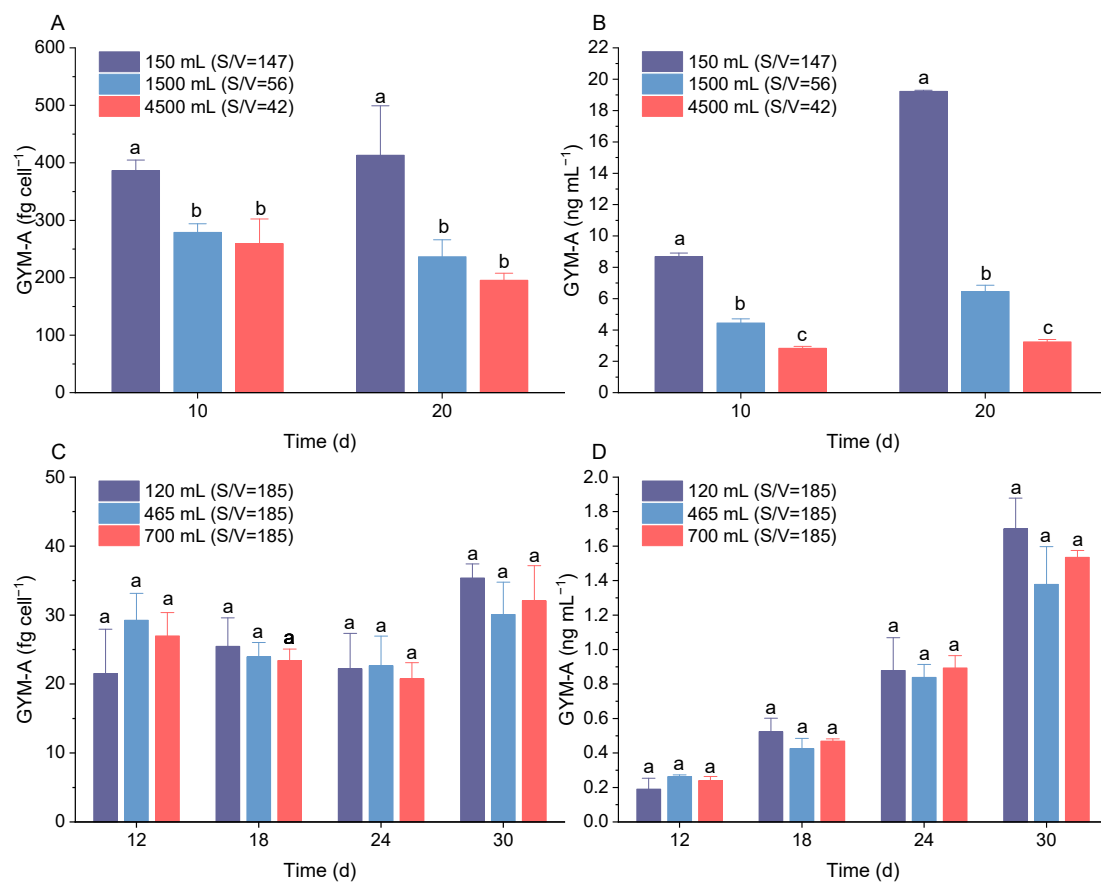 A
GYM-A (fg cell⁻¹)
600
500
400
300
200
100
0
150 mL (S/V=147)
1500 mL (S/V=56)
4500 mL (S/V=42)
a
b
b
a
b
b
10
20
Time (d)
B
GYM-A (ng mL⁻¹)
22
20
18
16
14
12
10
8
6
4
2
0
150 mL (S/V=147)
1500 mL (S/V=56)
4500 mL (S/V=42)
a
b
c
a
b
c
10
20
Time (d)
C
GYM-A (fg cell⁻¹)
50
40
30
20
10
0
120 mL (S/V=185)
465 mL (S/V=185)
700 mL (S/V=185)
a
a
a
a
a
a
a
a
a
a
a
a
12
18
24
30
Time (d)
D
GYM-A (ng mL⁻¹)
2.0
1.8
1.6
1.4
1.2
1.0
0.8
0.6
0.4
0.2
0.0
120 mL (S/V=185)
465 mL (S/V=185)
700 mL (S/V=185)
a
a
a
a
a
a
a
a
a
a
a
a
12
18
24
30
Time (d)